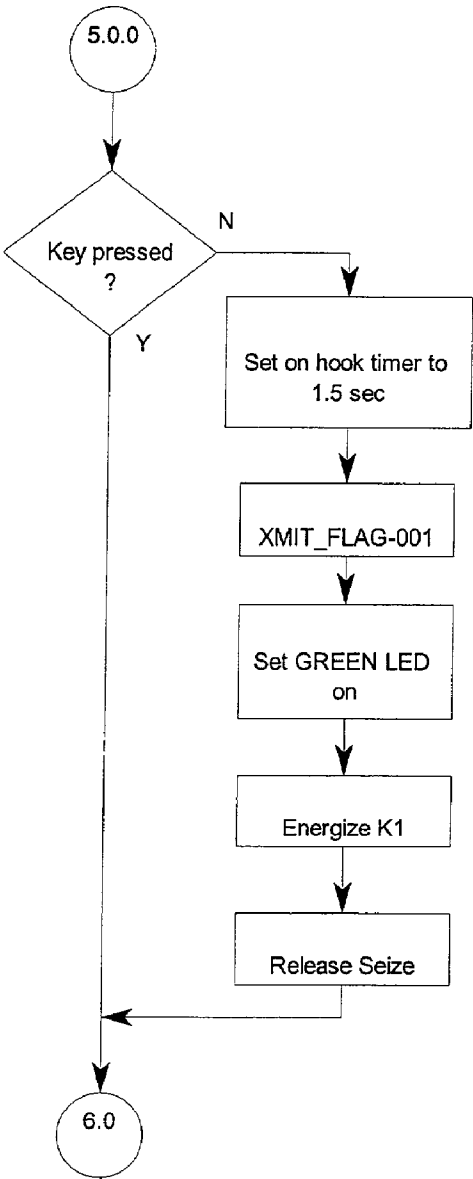 5.0.0
Key pressed
?
N
Y
Set on hook timer to
1.5 sec
XMIT_FLAG-001
Set GREEN LED
on
Energize K1
Release Seize
6.0